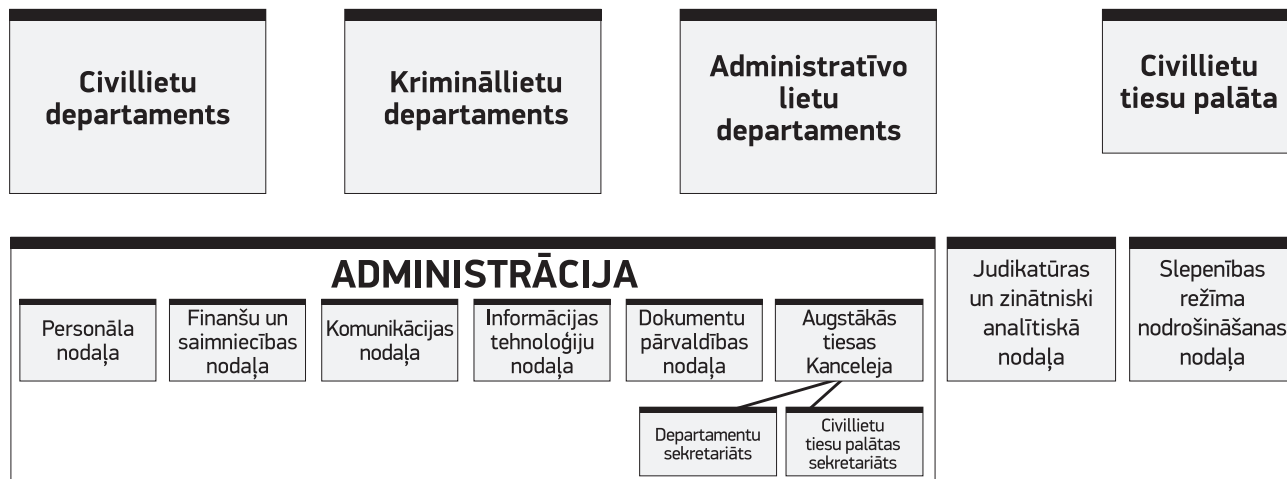 Civillietu
departaments
Krimināllietu
departaments
Administratīvo
lietu
departaments
Civillietu
tiesu palāta
ADMINISTRĀCIJA
Personāla
nodaļa
Finanšu un
saimniecības
nodaļa
Komunikācijas
nodaļa
Informācijas
tehnoloģiju
nodaļa
Dokumentu
pārvaldības
nodaļa
Augstākās
tiesas
Kanceleja
Departamentu
sekretariāts
Civillietu
tiesu palātas
sekretariāts
Judikatūras
un zinātniski
analītiskā
nodaļa
Slepenības
režīma
nodrošināšanas
nodaļa